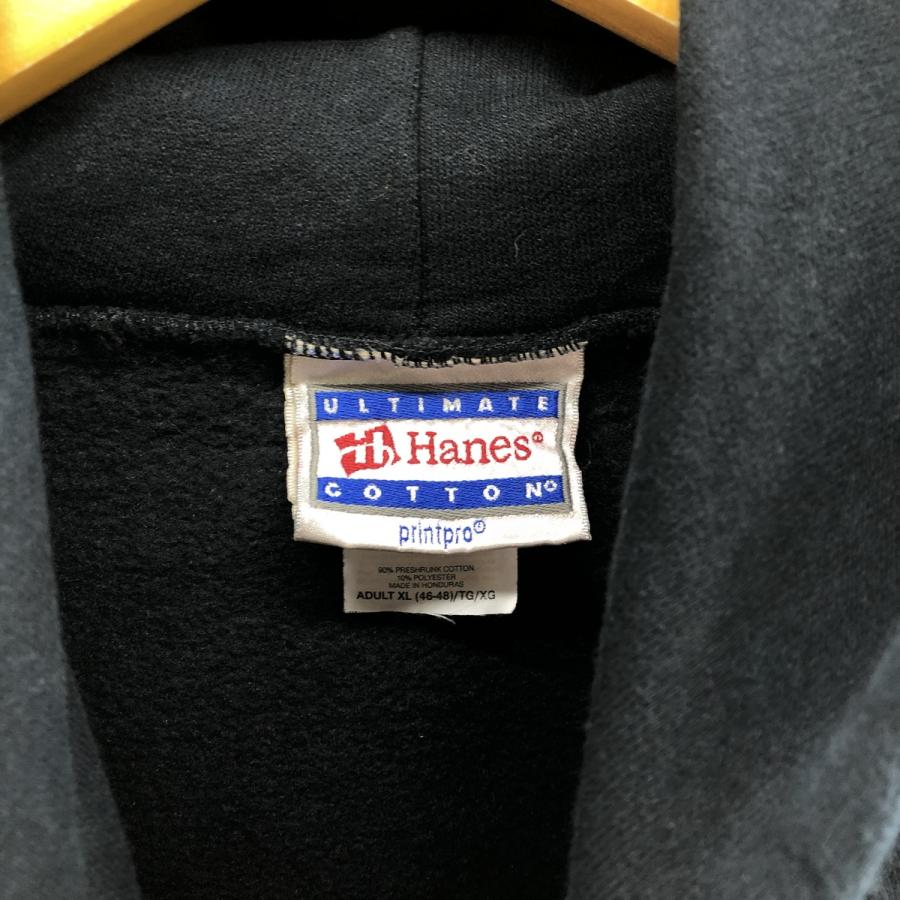 ULTIMATE
Hanes®
COTTON®
printpro®
90% PRESHRUNK COTTON
10% POLYESTER
MADE IN HONDURAS
ADULT XL (46-48)/TG/XG